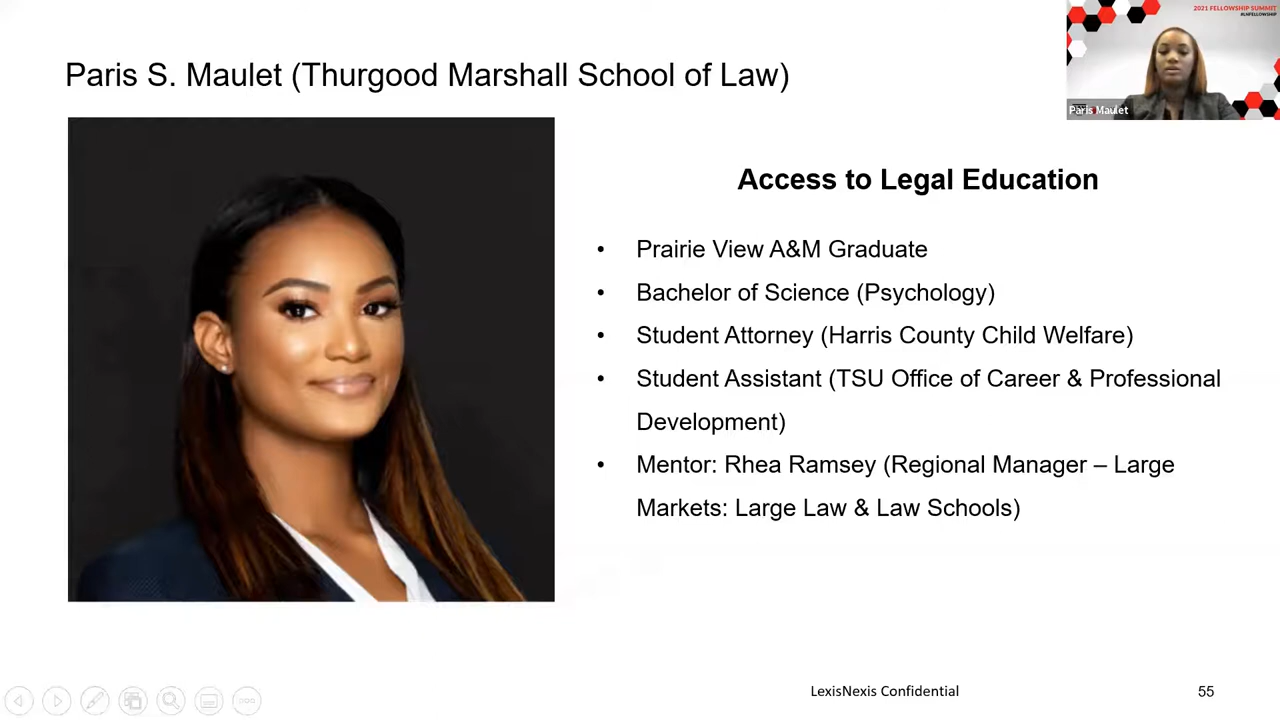 2021 FELLOWSHIP SUMMIT
#LNFELLOWSHIP
Paris S. Maulet (Thurgood Marshall School of Law)
Paris Maulet
Access to Legal Education
• Prairie View A&M Graduate
• Bachelor of Science (Psychology)
• Student Attorney (Harris County Child Welfare)
• Student Assistant (TSU Office of Career & Professional
Development)
• Mentor: Rhea Ramsey (Regional Manager – Large
Markets: Large Law & Law Schools)
LexisNexis Confidential
55